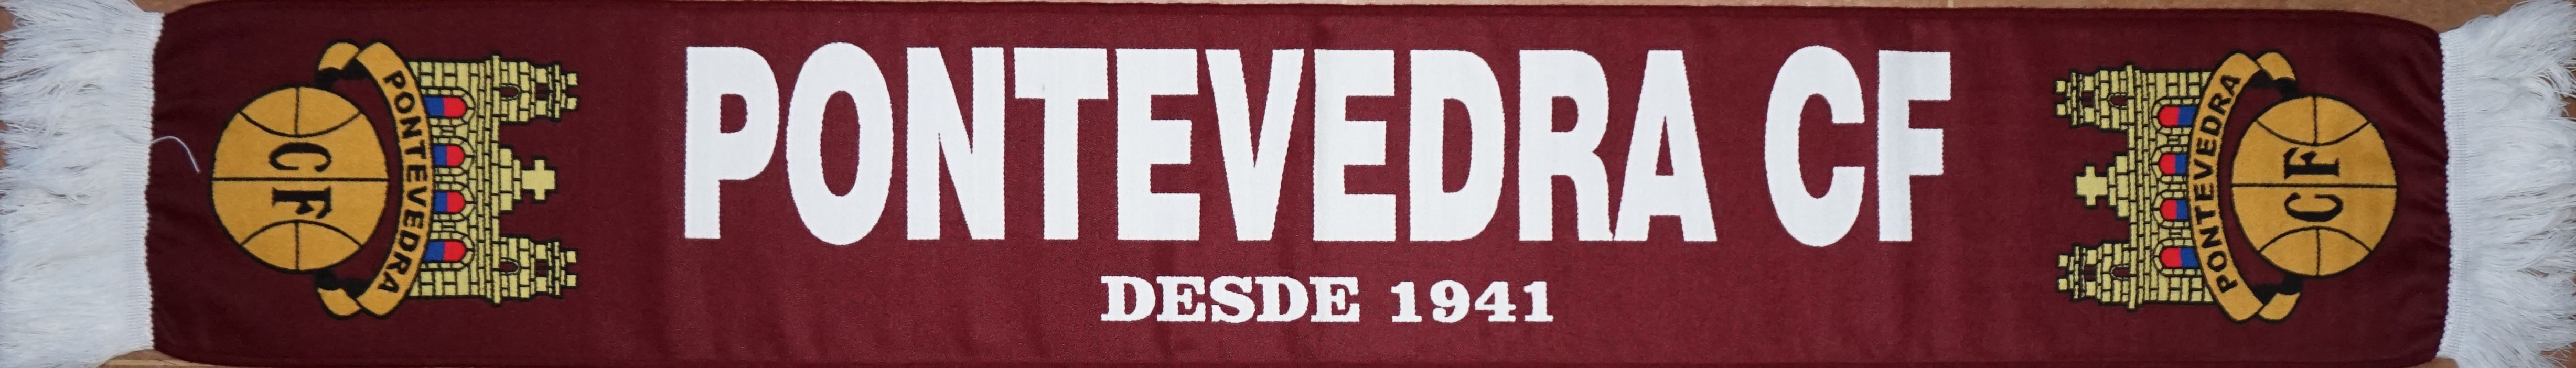 PONTEVEDRA
CF
PONTEVEDRA CF
DESDE 1941
PONTEVEDRA
CF